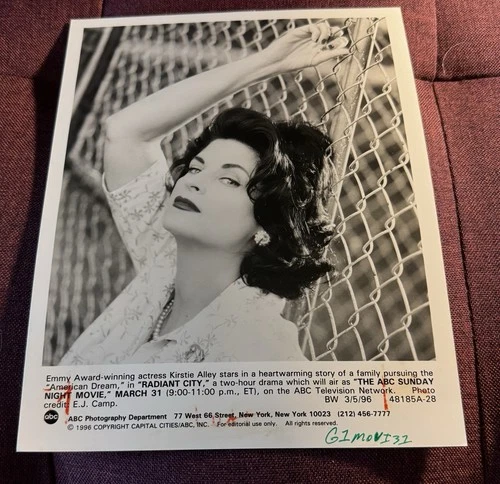 Emmy Award-winning actress Kirstie Alley stars in a heartwarming story of a family pursuing the
"American Dream," in "RADIANT CITY," a two-hour drama which will air as "THE ABC SUNDAY
NIGHT MOVIE," MARCH 31 (9:00-11:00 p.m., ET), on the ABC Television Network. Photo
credit: E.J. Camp. BW 3/5/96 48185A-28
abc ABC Photography Department 77 West 66 Street, New York, New York 10023 (212) 456-7777
© 1996 COPYRIGHT CAPITAL CITIES/ABC, INC. For editorial use only. All rights reserved.
G1MOVI31